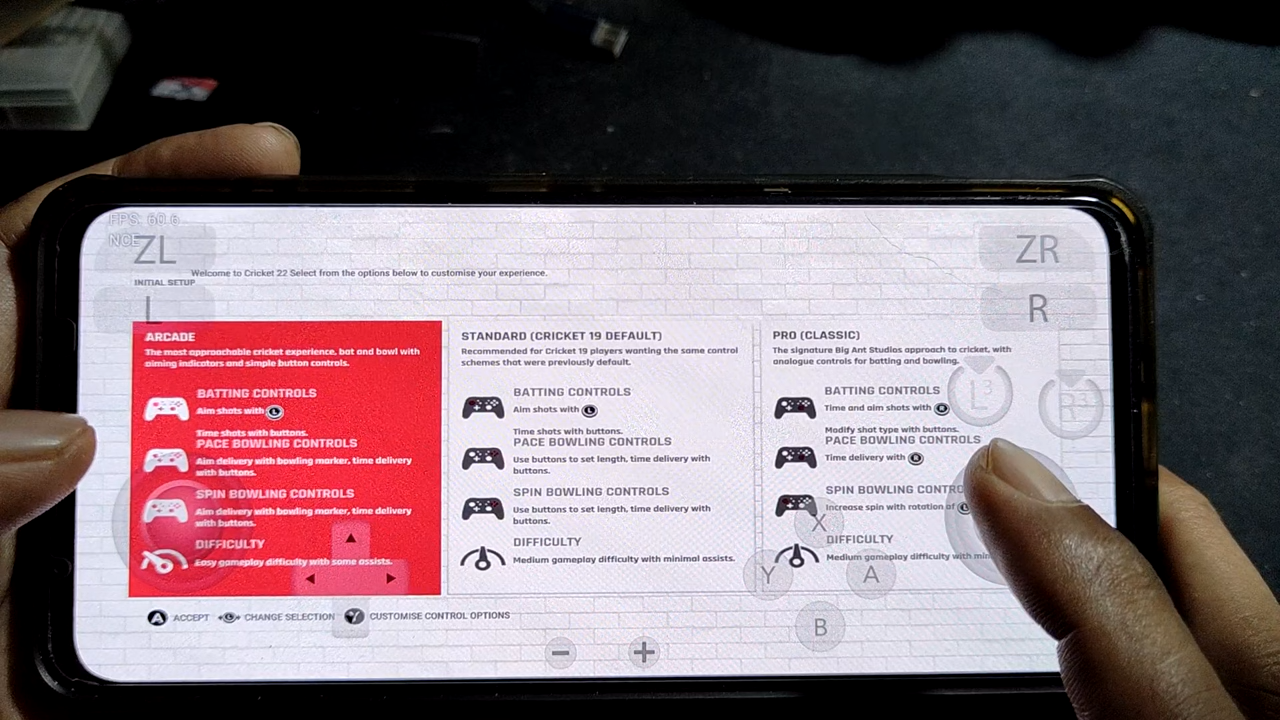 FPS: 60.6
NCE
ZL
ZR
Welcome to Cricket 22 Select from the options below to customise your experience.
INITIAL SETUP
L
R
ARCADE
The most approachable cricket experience, bat and bowl with
aiming indicators and simple button controls.
BATTING CONTROLS
Aim shots with L
Time shots with buttons.
PACE BOWLING CONTROLS
Aim delivery with bowling marker, time delivery
with buttons.
SPIN BOWLING CONTROLS
Aim delivery with bowling marker, time delivery
with buttons.
DIFFICULTY
Easy gameplay difficulty with some assists.
STANDARD (CRICKET 19 DEFAULT)
Recommended for Cricket 19 players wanting the same control
schemes that were previously default.
BATTING CONTROLS
Aim shots with L
Time shots with buttons.
PACE BOWLING CONTROLS
Use buttons to set length, time delivery with
buttons.
SPIN BOWLING CONTROLS
Use buttons to set length, time delivery with
buttons.
DIFFICULTY
Medium gameplay difficulty with minimal assists.
PRO (CLASSIC)
The signature Big Ant Studios approach to cricket, with
analogue controls for batting and bowling.
BATTING CONTROLS
Time and aim shots with R
Modify shot type with buttons.
PACE BOWLING CONTROLS
Time delivery with R
SPIN BOWLING CONTRO
Increase spin with rotation of L
DIFFICULTY
Medium gameplay difficulty with min
L3
R3
X
Y
A
B
A ACCEPT L CHANGE SELECTION Y CUSTOMISE CONTROL OPTIONS
− +